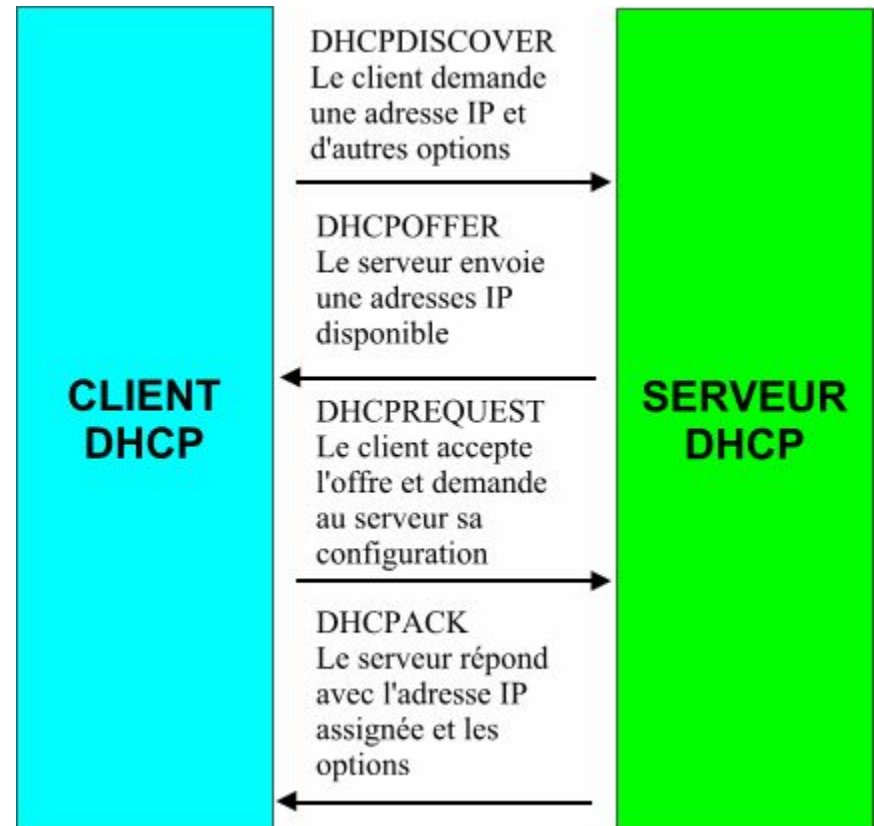 DHCPDISCOVER
Le client demande
une adresse IP et
d'autres options
DHCPOFFER
Le serveur envoie
une adresses IP
disponible
CLIENT
DHCP
SERVEUR
DHCP
DHCPREQUEST
Le client accepte
l'offre et demande
au serveur sa
configuration
DHCPACK
Le serveur répond
avec l'adresse IP
assignée et les
options